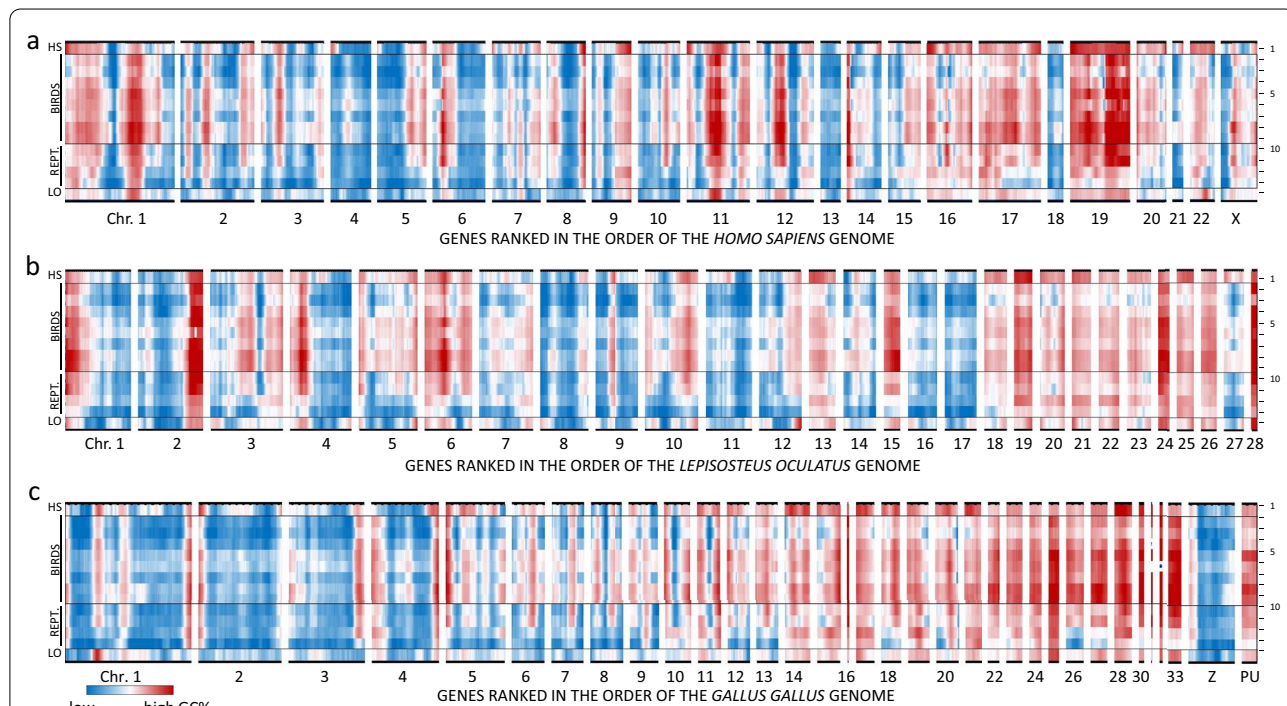 a
HS
BIRDS
REPT.
LO
1
5
10
Chr. 1 2 3 4 5 6 7 8 9 10 11 12 13 14 15 16 17 18 19 20 21 22 X
GENES RANKED IN THE ORDER OF THE HOMO SAPIENS GENOME
b
HS
BIRDS
REPT.
LO
1
5
10
Chr. 1 2 3 4 5 6 7 8 9 10 11 12 13 14 15 16 17 18 19 20 21 22 23 24 25 26 27 28
GENES RANKED IN THE ORDER OF THE LEPISOSTEUS OCULATUS GENOME
c
HS
BIRDS
REPT.
LO
1
5
10
Chr. 1 2 3 4 5 6 7 8 9 10 11 12 13 14 16 18 20 22 24 26 28 30 33 Z PU
low high GC%
GENES RANKED IN THE ORDER OF THE GALLUS GALLUS GENOME